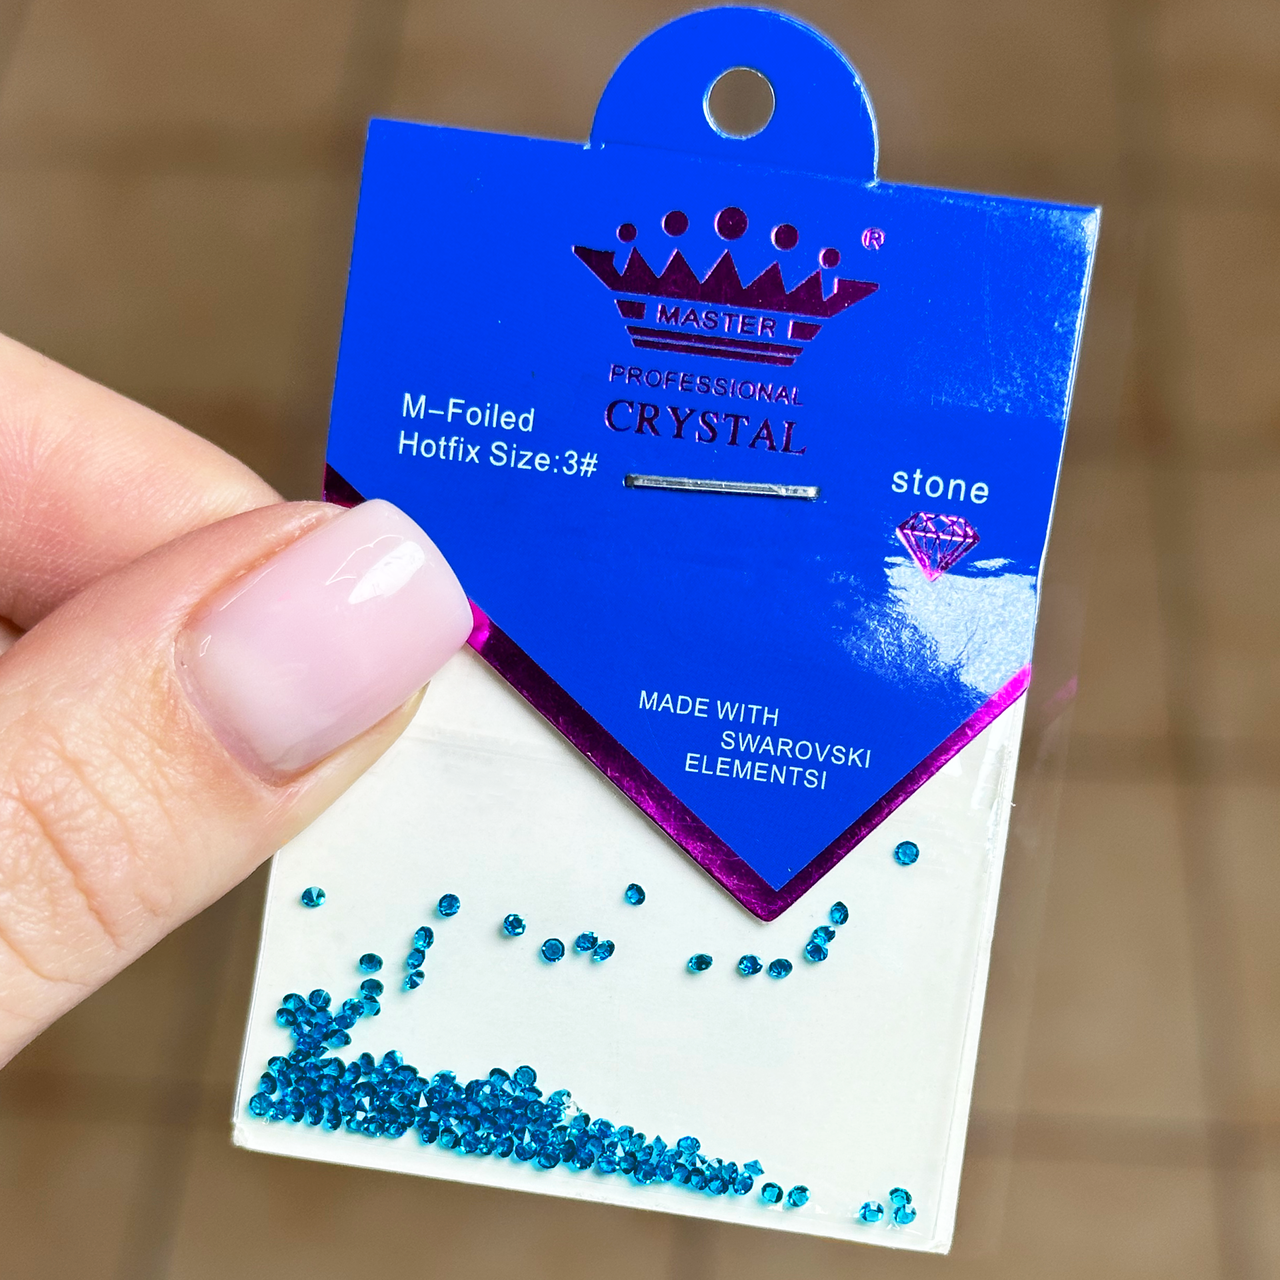 ®
MASTER
PROFESSIONAL
CRYSTAL
M-Foiled
Hotfix Size:3#
stone
MADE WITH
SWAROVSKI
ELEMENTSI